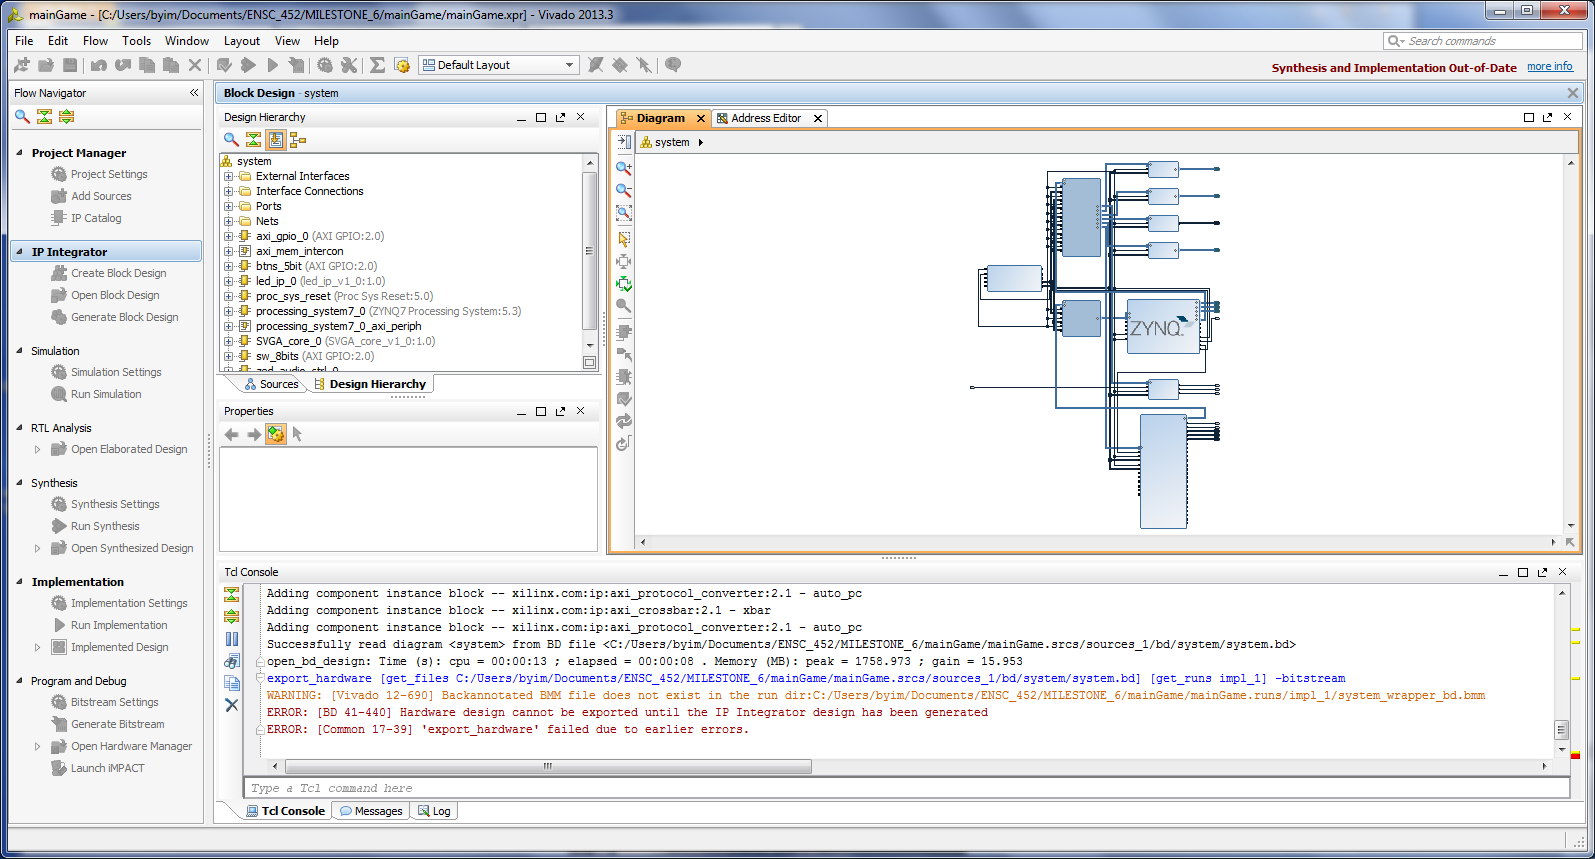 mainGame - [C:/Users/byim/Documents/ENSC_452/MILESTONE_6/mainGame/mainGame.xpr] - Vivado 2013.3
File Edit Flow Tools Window Layout View Help
Search commands
Default Layout
Synthesis and Implementation Out-of-Date more info
Flow Navigator
Project Manager
Project Settings
Add Sources
IP Catalog
IP Integrator
Create Block Design
Open Block Design
Generate Block Design
Simulation
Simulation Settings
Run Simulation
RTL Analysis
Open Elaborated Design
Synthesis
Synthesis Settings
Run Synthesis
Open Synthesized Design
Implementation
Implementation Settings
Run Implementation
Implemented Design
Program and Debug
Bitstream Settings
Generate Bitstream
Open Hardware Manager
Launch iMPACT
Block Design - system
Design Hierarchy
system
External Interfaces
Interface Connections
Ports
Nets
axi_gpio_0 (AXI GPIO:2.0)
axi_mem_intercon
btns_5bit (AXI GPIO:2.0)
led_ip_0 (led_ip_v1_0:1.0)
proc_sys_reset (Proc Sys Reset:5.0)
processing_system7_0 (ZYNQ7 Processing System:5.3)
processing_system7_0_axi_periph
SVGA_core_0 (SVGA_core_v1_0:1.0)
sw_8bits (AXI GPIO:2.0)
zed_audio_ctrl_0
Sources Design Hierarchy
Properties
Diagram Address Editor
system
ZYNQ
Tcl Console
Adding component instance block -- xilinx.com:ip:axi_protocol_converter:2.1 - auto_pc
Adding component instance block -- xilinx.com:ip:axi_crossbar:2.1 - xbar
Adding component instance block -- xilinx.com:ip:axi_protocol_converter:2.1 - auto_pc
Successfully read diagram <system> from BD file <C:/Users/byim/Documents/ENSC_452/MILESTONE_6/mainGame/mainGame.srcs/sources_1/bd/system/system.bd>
open_bd_design: Time (s): cpu = 00:00:13 ; elapsed = 00:00:08 . Memory (MB): peak = 1758.973 ; gain = 15.953
export_hardware [get_files C:/Users/byim/Documents/ENSC_452/MILESTONE_6/mainGame/mainGame.srcs/sources_1/bd/system/system.bd] [get_runs impl_1] -bitstream
WARNING: [Vivado 12-690] Backannotated BMM file does not exist in the run dir:C:/Users/byim/Documents/ENSC_452/MILESTONE_6/mainGame/mainGame.runs/impl_1/system_wrapper_bd.bmm
ERROR: [BD 41-440] Hardware design cannot be exported until the IP Integrator design has been generated
ERROR: [Common 17-39] 'export_hardware' failed due to earlier errors.
Type a Tcl command here
Tcl Console Messages Log